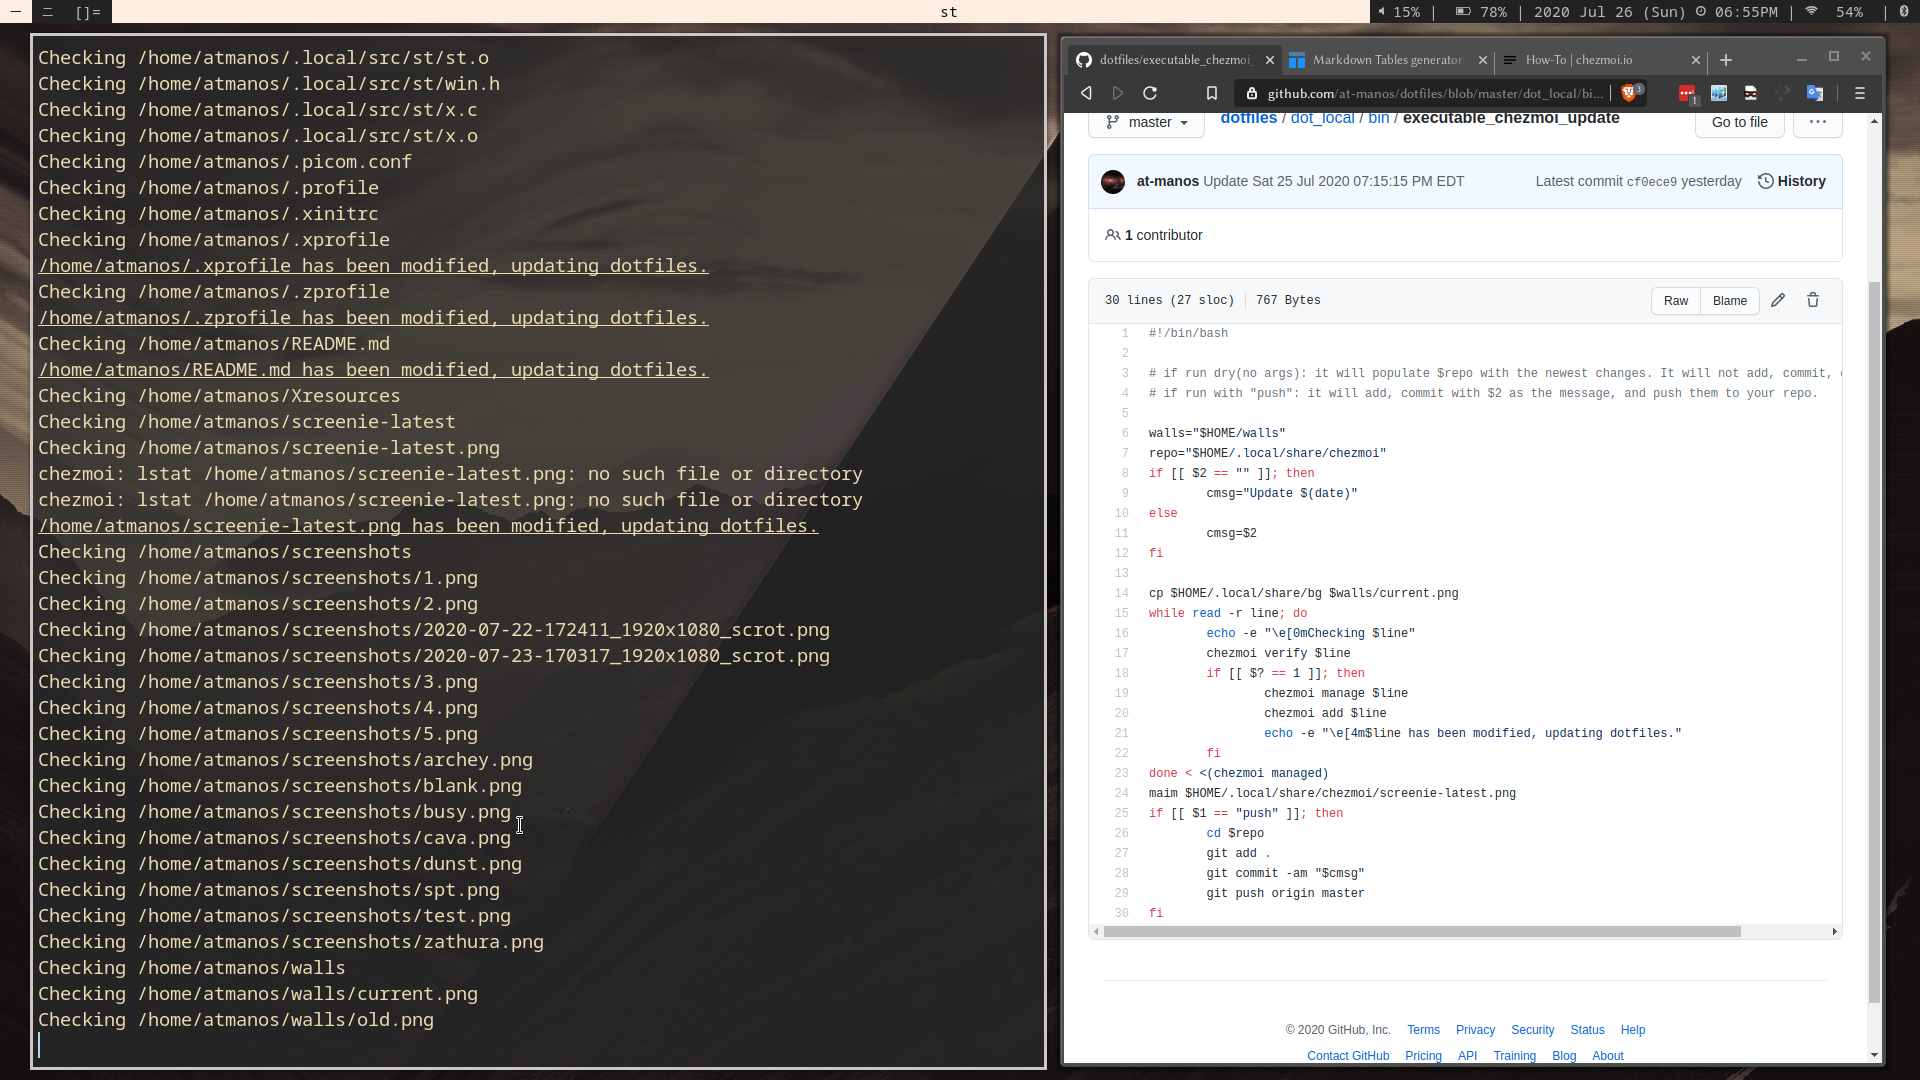 []=
st
15% | 78% | 2020 Jul 26 (Sun) 06:55PM | 54% |
Checking /home/atmanos/.local/src/st/st.o
Checking /home/atmanos/.local/src/st/win.h
Checking /home/atmanos/.local/src/st/x.c
Checking /home/atmanos/.local/src/st/x.o
Checking /home/atmanos/.picom.conf
Checking /home/atmanos/.profile
Checking /home/atmanos/.xinitrc
Checking /home/atmanos/.xprofile
/home/atmanos/.xprofile has been modified, updating dotfiles.
Checking /home/atmanos/.zprofile
/home/atmanos/.zprofile has been modified, updating dotfiles.
Checking /home/atmanos/README.md
/home/atmanos/README.md has been modified, updating dotfiles.
Checking /home/atmanos/Xresources
Checking /home/atmanos/screenie-latest
Checking /home/atmanos/screenie-latest.png
chezmoi: lstat /home/atmanos/screenie-latest.png: no such file or directory
chezmoi: lstat /home/atmanos/screenie-latest.png: no such file or directory
/home/atmanos/screenie-latest.png has been modified, updating dotfiles.
Checking /home/atmanos/screenshots
Checking /home/atmanos/screenshots/1.png
Checking /home/atmanos/screenshots/2.png
Checking /home/atmanos/screenshots/2020-07-22-172411_1920x1080_scrot.png
Checking /home/atmanos/screenshots/2020-07-23-170317_1920x1080_scrot.png
Checking /home/atmanos/screenshots/3.png
Checking /home/atmanos/screenshots/4.png
Checking /home/atmanos/screenshots/5.png
Checking /home/atmanos/screenshots/archey.png
Checking /home/atmanos/screenshots/blank.png
Checking /home/atmanos/screenshots/busy.png
Checking /home/atmanos/screenshots/cava.png
Checking /home/atmanos/screenshots/dunst.png
Checking /home/atmanos/screenshots/spt.png
Checking /home/atmanos/screenshots/test.png
Checking /home/atmanos/screenshots/zathura.png
Checking /home/atmanos/walls
Checking /home/atmanos/walls/current.png
Checking /home/atmanos/walls/old.png
dotfiles/executable_chezmoi_
Markdown Tables generator
How-To | chezmoi.io
github.com/at-manos/dotfiles/blob/master/dot_local/bi...
3
1
master
dotfiles / dot_local / bin / executable_chezmoi_update
Go to file
...
at-manos Update Sat 25 Jul 2020 07:15:15 PM EDT
Latest commit cf0ece9 yesterday
History
1 contributor
30 lines (27 sloc) 767 Bytes
Raw
Blame
1 #!/bin/bash
2
3 # if run dry(no args): it will populate $repo with the newest changes. It will not add, commit,
4 # if run with "push": it will add, commit with $2 as the message, and push them to your repo.
5
6 walls="$HOME/walls"
7 repo="$HOME/.local/share/chezmoi"
8 if [[ $2 == "" ]]; then
9 cmsg="Update $(date)"
10 else
11 cmsg=$2
12 fi
13
14 cp $HOME/.local/share/bg $walls/current.png
15 while read -r line; do
16 echo -e "\e[0mChecking $line"
17 chezmoi verify $line
18 if [[ $? == 1 ]]; then
19 chezmoi manage $line
20 chezmoi add $line
21 echo -e "\e[4m$line has been modified, updating dotfiles."
22 fi
23 done < <(chezmoi managed)
24 maim $HOME/.local/share/chezmoi/screenie-latest.png
25 if [[ $1 == "push" ]]; then
26 cd $repo
27 git add .
28 git commit -am "$cmsg"
29 git push origin master
30 fi
© 2020 GitHub, Inc. Terms Privacy Security Status Help
Contact GitHub Pricing API Training Blog About